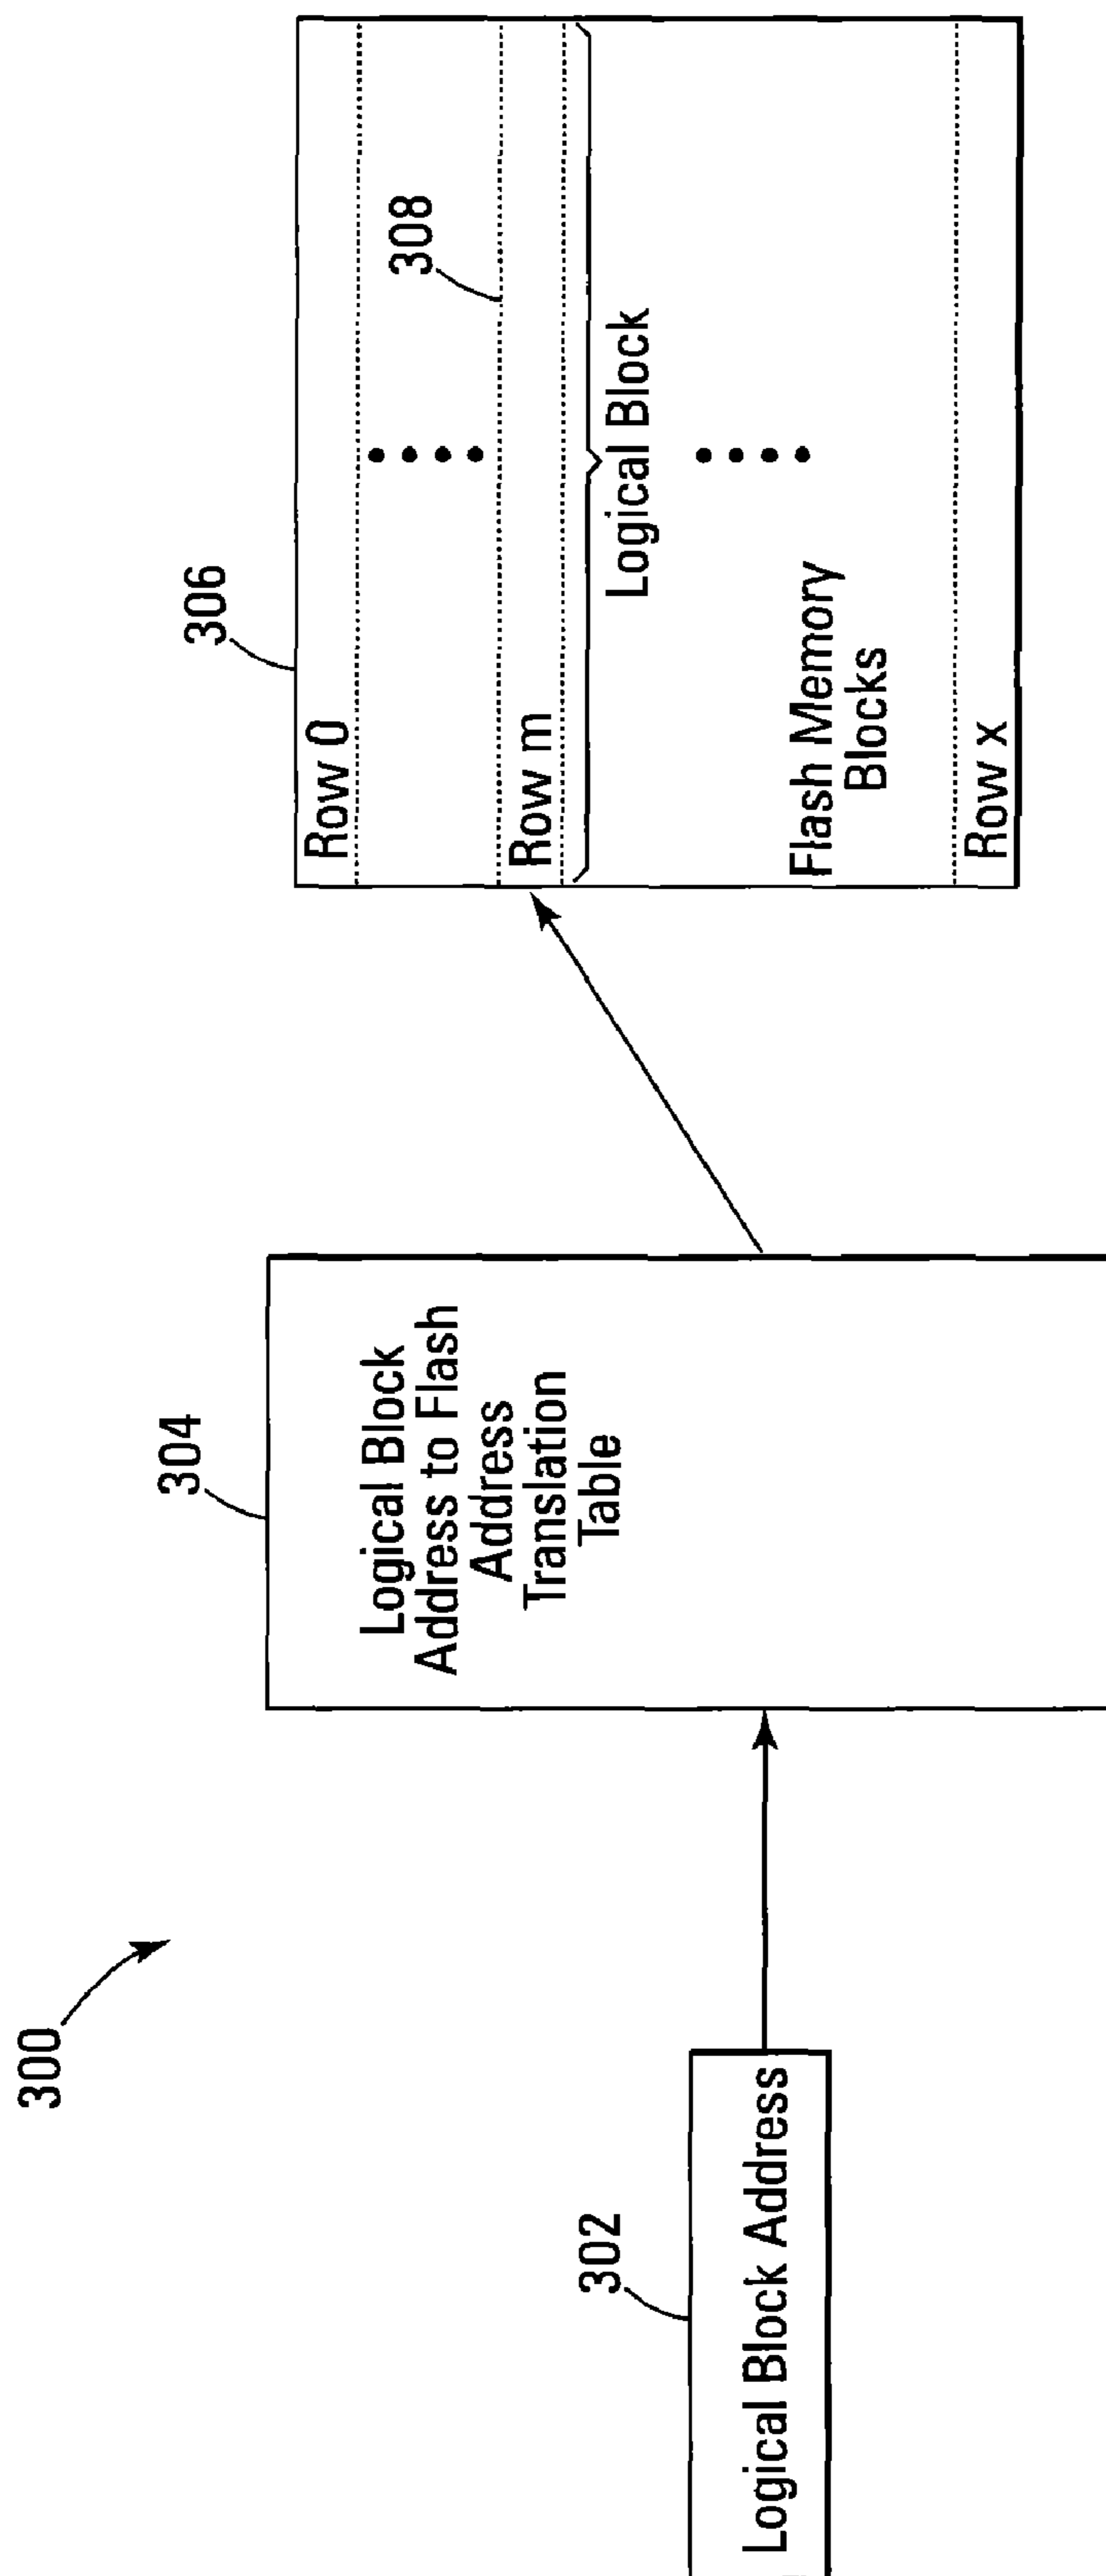 300
302
Logical Block Address
304
Logical Block
Address to Flash
Address
Translation
Table
306
Row 0
308
Row m
Logical Block
Flash Memory
Blocks
Row x